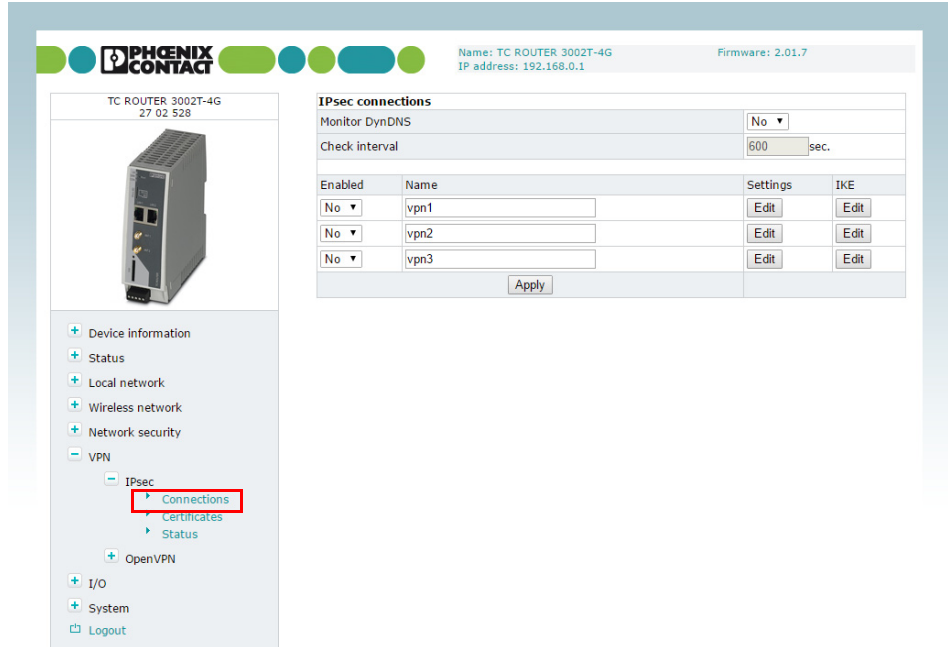 PHŒNIX
CONTACT
Name: TC ROUTER 3002T-4G
Firmware: 2.01.7
IP address: 192.168.0.1
TC ROUTER 3002T-4G
27 02 528
IPsec connections
Monitor DynDNS No
Check interval 600 sec.
Enabled Name Settings IKE
No vpn1 Edit Edit
No vpn2 Edit Edit
No vpn3 Edit Edit
Apply
Device information
Status
Local network
Wireless network
Network security
VPN
IPsec
Connections
Certificates
Status
OpenVPN
I/O
System
Logout